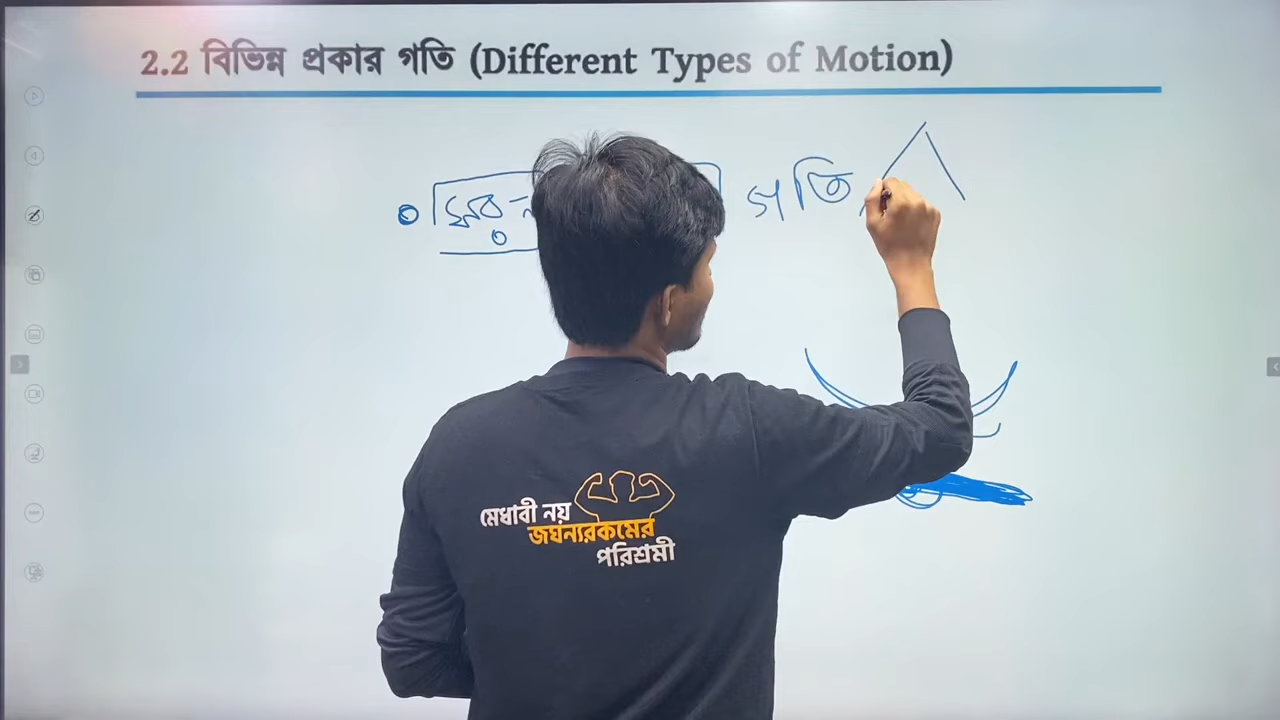 2.2 বিভিন্ন প্রকার গতি (Different Types of Motion)
গতি
মেধাবী নয়
জঘন্যরকমের
পরিশ্রমী